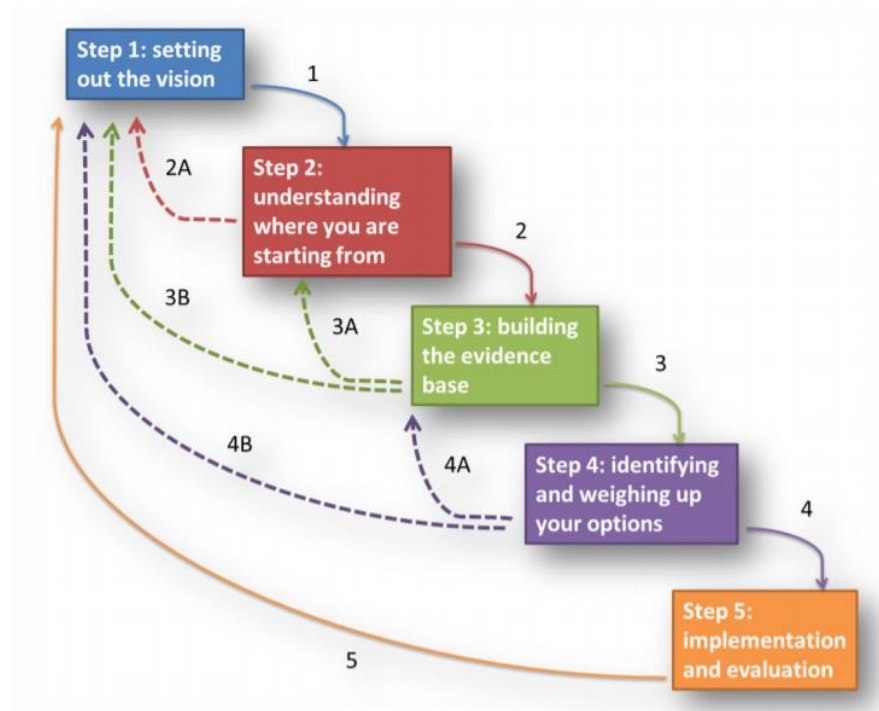 Step 1: setting
out the vision
1
2A
Step 2:
understanding
where you are
starting from
2
3B
3A
Step 3: building
the evidence
base
3
4B
4A
Step 4: identifying
and weighing up
your options
4
Step 5:
implementation
and evaluation
5